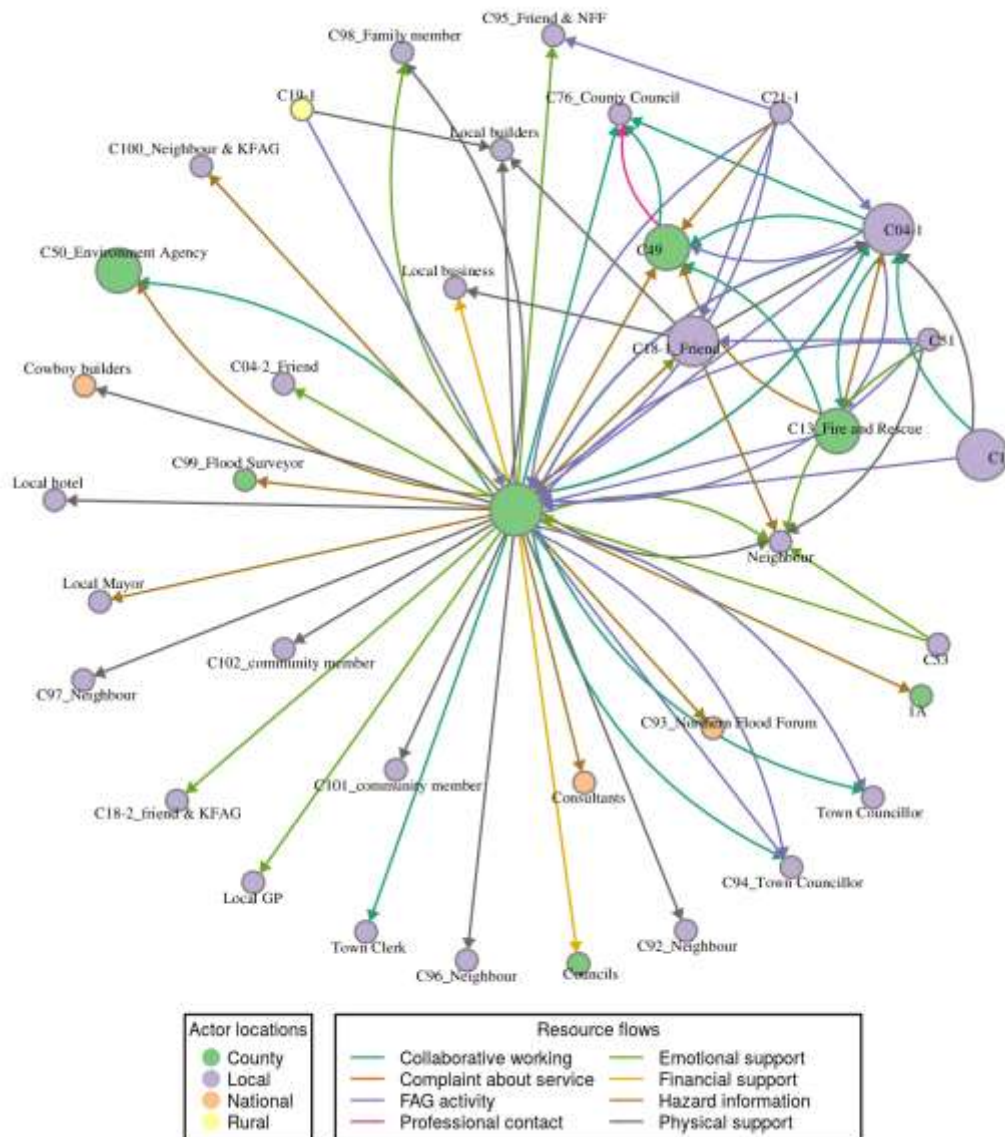 C95_Friend & NFF
C98_Family member
C19-1
C76_County Council
C21-1
Local builders
C100_Neighbour & KFAG
C04-1
C49
C50_Environment Agency
Local business
C18-1_Friend
C51
Cowboy builders
C04-2_Friend
C13_Fire and Rescue
C1
C99_Flood Surveyor
Local hotel
Neighbour
Local Mayor
C102_community member
C53
C97_Neighbour
C93_Northern Flood Forum
C101_community member
Consultants
C18-2_friend & KFAG
Town Councillor
C94_Town Councillor
Local GP
Town Clerk
C92_Neighbour
C96_Neighbour
Councils
Actor locations
County
Local
National
Rural
Resource flows
Collaborative working
Complaint about service
FAG activity
Professional contact
Emotional support
Financial support
Hazard information
Physical support